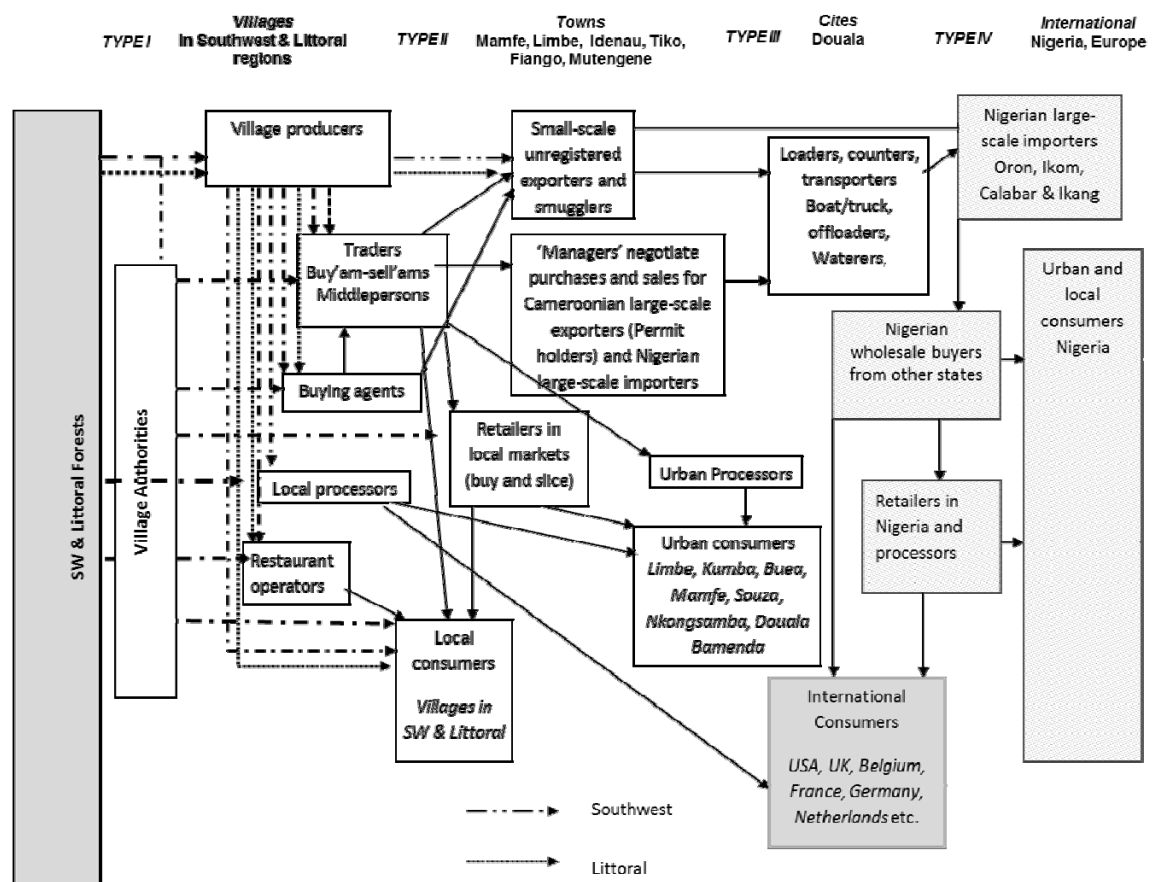 TYPE I
Villages
in Southwest & Littoral
regions
TYPE II
Towns
Mamfe, Limbe, Idenau, Tiko,
Fiango, Mutengene
TYPE III
Cites
Douala
TYPE IV
International
Nigeria, Europe
SW & Littoral Forests
Village Authorities
Village producers
Traders
Buy'am-sell'ams
Middlepersons
Buying agents
Local processors
Restaurant
operators
Local
consumers
Villages in
SW & Littoral
Small-scale
unregistered
exporters and
smugglers
'Managers' negotiate
purchases and sales for
Cameroonian large-scale
exporters (Permit
holders) and Nigerian
large-scale importers
Retailers in
local markets
(buy and slice)
Urban Processors
Urban consumers
Limbe, Kumba, Buea,
Mamfe, Souza,
Nkongsamba, Douala
Bamenda
Loaders, counters,
transporters
Boat/truck,
offloaders,
Waterers,
Nigerian large-
scale importers
Oron, Ikom,
Calabar & Ikang
Nigerian
wholesale buyers
from other states
Retailers in
Nigeria and
processors
Urban and
local
consumers
Nigeria
International
Consumers
USA, UK, Belgium,
France, Germany,
Netherlands etc.
Southwest
Littoral